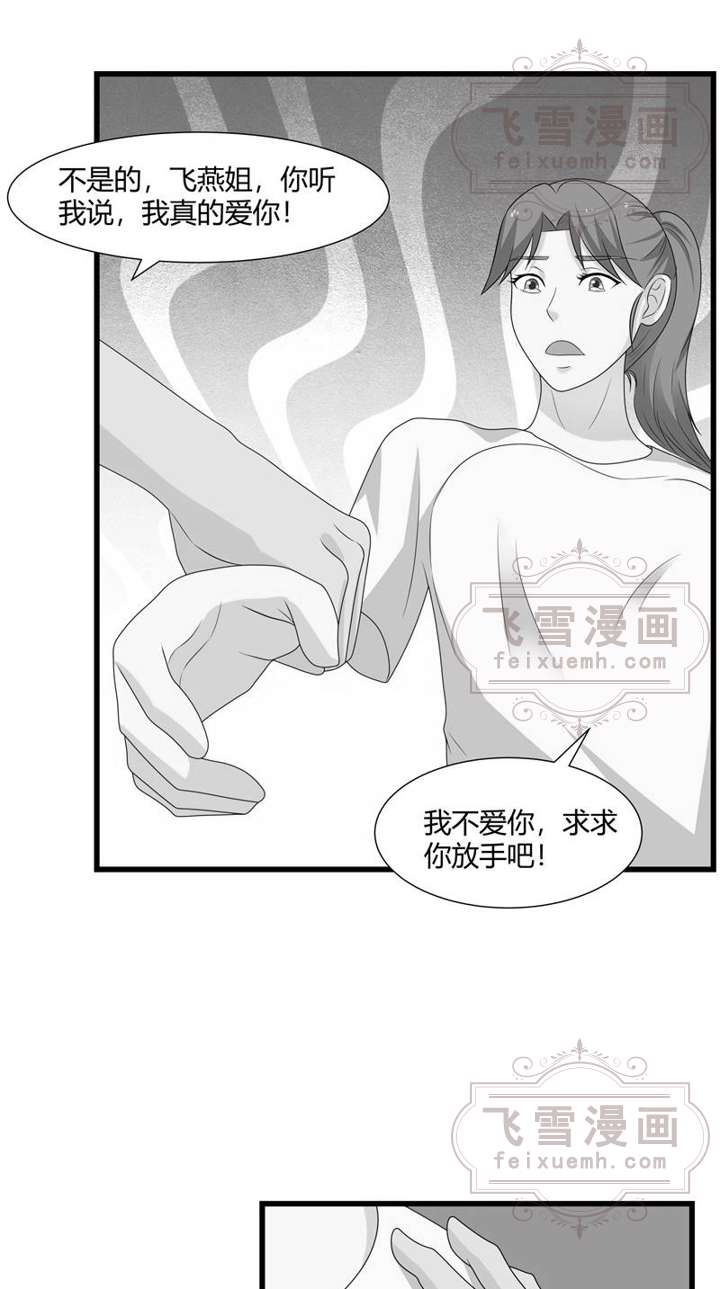 飞雪漫画
feixuemh.com
不是的，飞燕姐，你听
我说，我真的爱你！
飞雪漫画
feixuemh.com
我不爱你，求求
你放手吧！
飞雪漫画
feixuemh.com